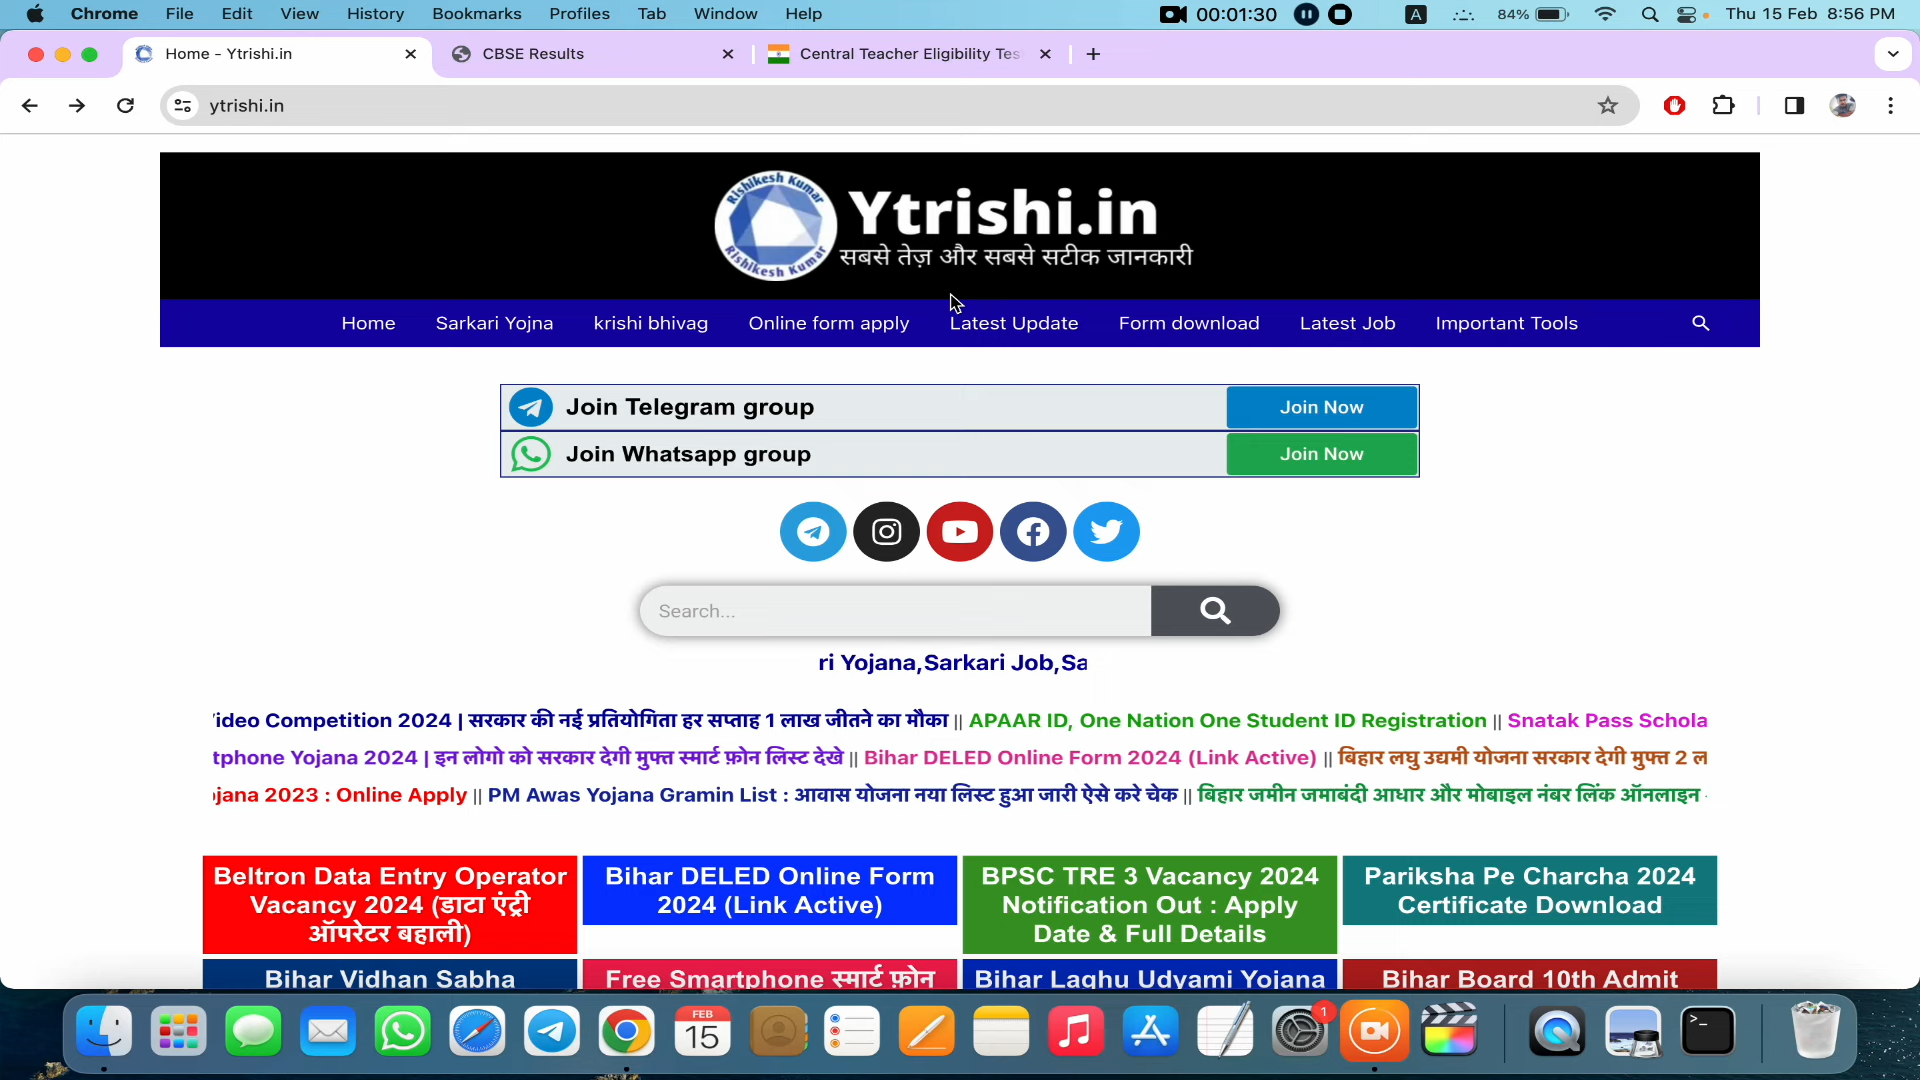 Chrome File Edit View History Bookmarks Profiles Tab Window Help 00:01:30 A 84% Thu 15 Feb 8:56 PM
Home - Ytrishi.in CBSE Results Central Teacher Eligibility Tes
ytrishi.in
Rishikesh Kumar
Ytrishi.in
सबसे तेज़ और सबसे सटीक जानकारी
Rishikesh Kumar
Home Sarkari Yojna krishi bhivag Online form apply Latest Update Form download Latest Job Important Tools
Join Telegram group Join Now
Join Whatsapp group Join Now
Search...
ri Yojana,Sarkari Job,Sa
ideo Competition 2024 | सरकार की नई प्रतियोगिता हर सप्ताह 1 लाख जीतने का मौका || APAAR ID, One Nation One Student ID Registration || Snatak Pass Schola
tphone Yojana 2024 | इन लोगो को सरकार देगी मुफ्त स्मार्ट फ़ोन लिस्ट देखे || Bihar DELED Online Form 2024 (Link Active) || बिहार लघु उद्यमी योजना सरकार देगी मुफ्त 2 ल
ojana 2023 : Online Apply || PM Awas Yojana Gramin List : आवास योजना नया लिस्ट हुआ जारी ऐसे करे चेक || बिहार जमीन जमाबंदी आधार और मोबाइल नंबर लिंक ऑनलाइन
Beltron Data Entry Operator Vacancy 2024 (डाटा एंट्री ऑपरेटर बहाली)
Bihar DELED Online Form 2024 (Link Active)
BPSC TRE 3 Vacancy 2024 Notification Out : Apply Date & Full Details
Pariksha Pe Charcha 2024 Certificate Download
Bihar Vidhan Sabha Free Smartphone स्मार्ट फ़ोन Bihar Laghu Udyami Yojana Bihar Board 10th Admit
FEB
15
1